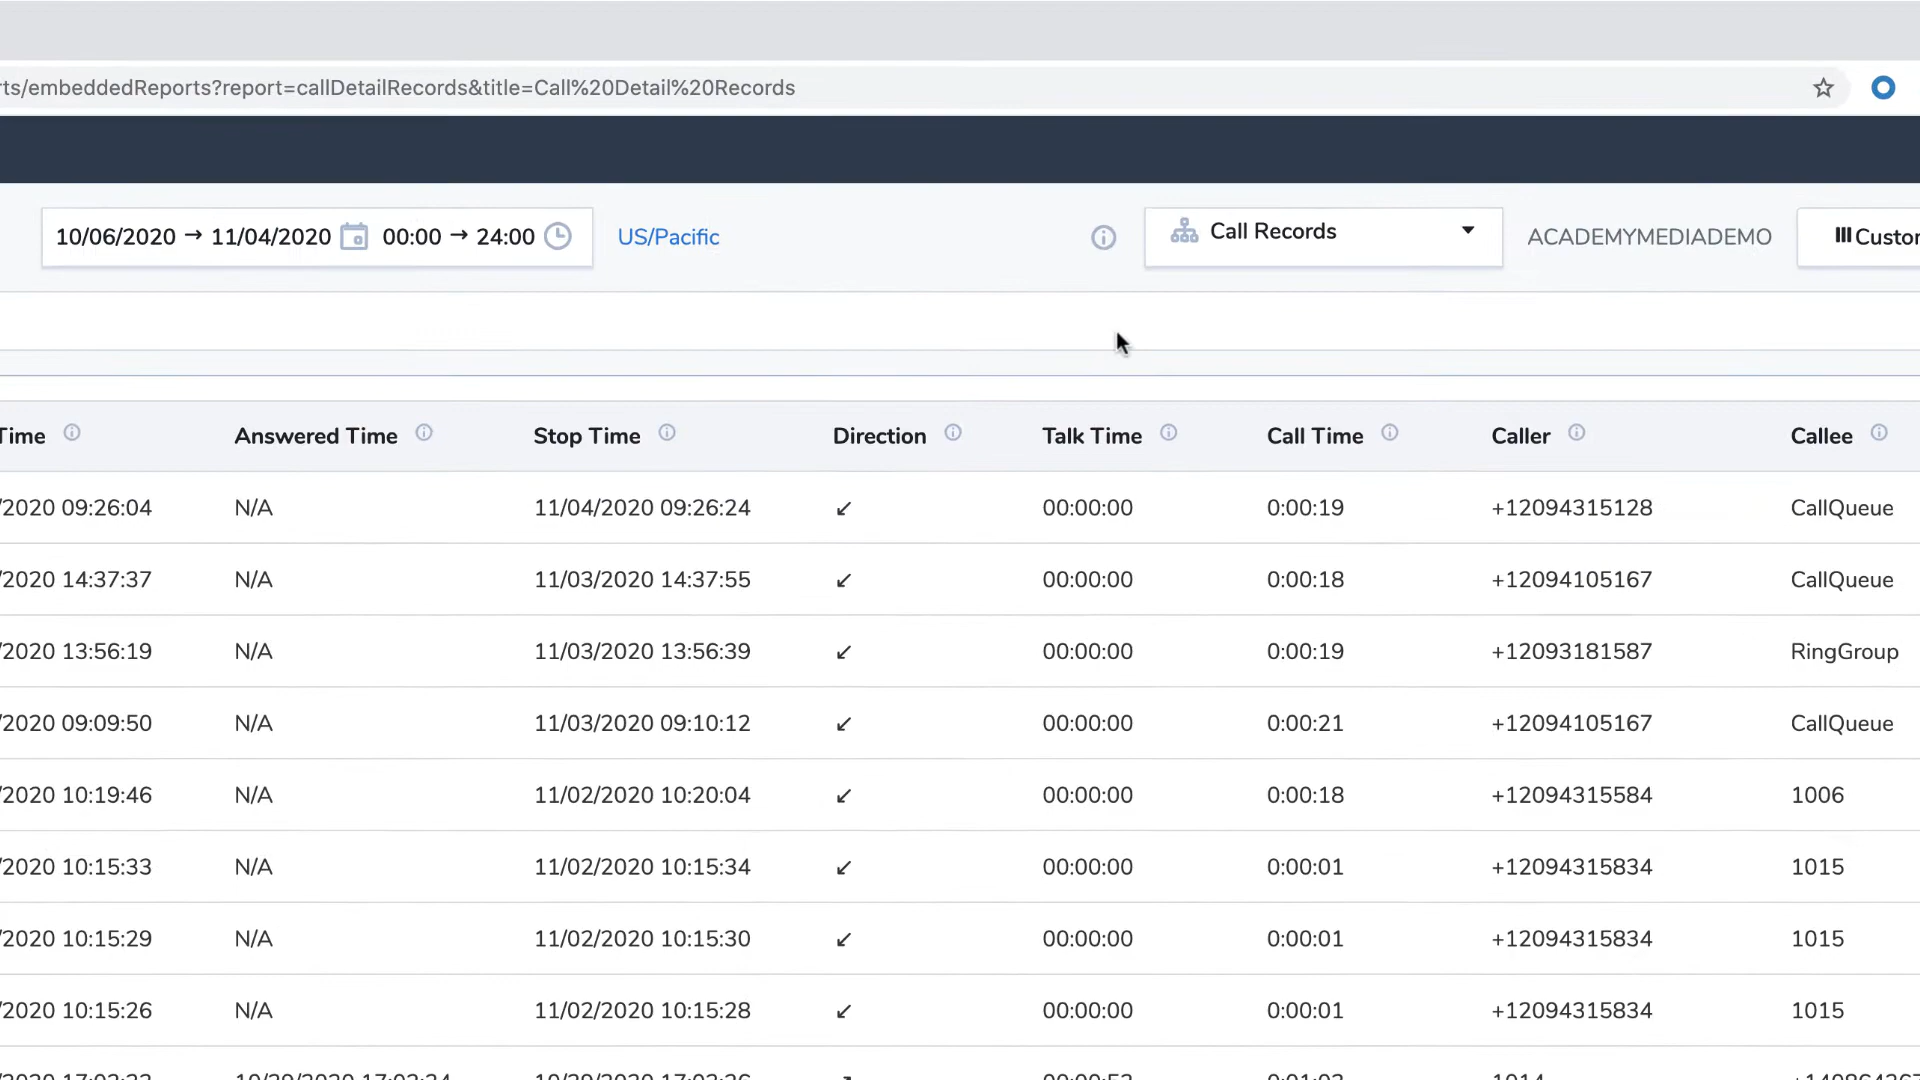 ts/embeddedReports?report=callDetailRecords&title=Call%20Detail%20Records
10/06/2020 → 11/04/2020 00:00 → 24:00 US/Pacific Call Records ACADEMYMEDIADEMO Custo
Time Answered Time Stop Time Direction Talk Time Call Time Caller Callee
/2020 09:26:04 N/A 11/04/2020 09:26:24 ↙ 00:00:00 0:00:19 +12094315128 CallQueue
/2020 14:37:37 N/A 11/03/2020 14:37:55 ↙ 00:00:00 0:00:18 +12094105167 CallQueue
/2020 13:56:19 N/A 11/03/2020 13:56:39 ↙ 00:00:00 0:00:19 +12093181587 RingGroup
/2020 09:09:50 N/A 11/03/2020 09:10:12 ↙ 00:00:00 0:00:21 +12094105167 CallQueue
/2020 10:19:46 N/A 11/02/2020 10:20:04 ↙ 00:00:00 0:00:18 +12094315584 1006
/2020 10:15:33 N/A 11/02/2020 10:15:34 ↙ 00:00:00 0:00:01 +12094315834 1015
/2020 10:15:29 N/A 11/02/2020 10:15:30 ↙ 00:00:00 0:00:01 +12094315834 1015
/2020 10:15:26 N/A 11/02/2020 10:15:28 ↙ 00:00:00 0:00:01 +12094315834 1015